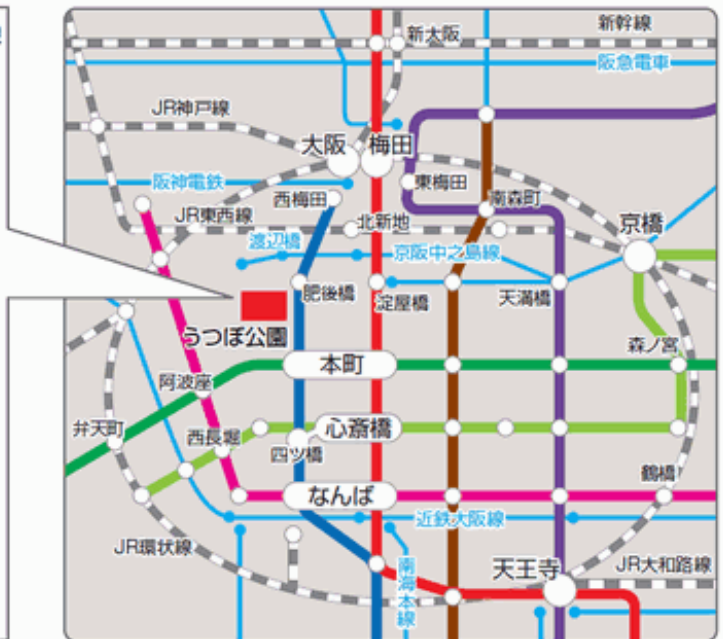 新幹線
新大阪
阪急電車
JR神戸線
大阪
梅田
阪神電鉄
東梅田
西梅田
南森町
JR東西線
北新地
京橋
渡辺橋
京阪中之島線
肥後橋
淀屋橋
天満橋
うつぼ公園
森ノ宮
本町
阿波座
弁天町
西長堀
心斎橋
四ツ橋
鶴橋
なんば
近鉄大阪線
JR環状線
南海本線
天王寺
JR大和路線